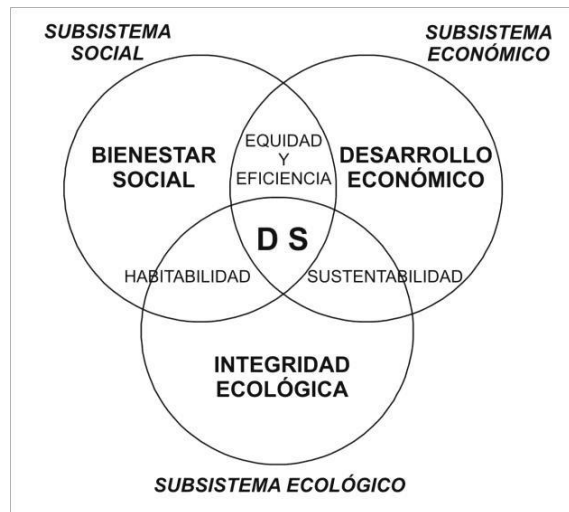 SUBSISTEMA
SOCIAL
SUBSISTEMA
ECONÓMICO
BIENESTAR
SOCIAL
EQUIDAD
Y
EFICIENCIA
DESARROLLO
ECONÓMICO
D S
HABITABILIDAD
SUSTENTABILIDAD
INTEGRIDAD
ECOLÓGICA
SUBSISTEMA ECOLÓGICO